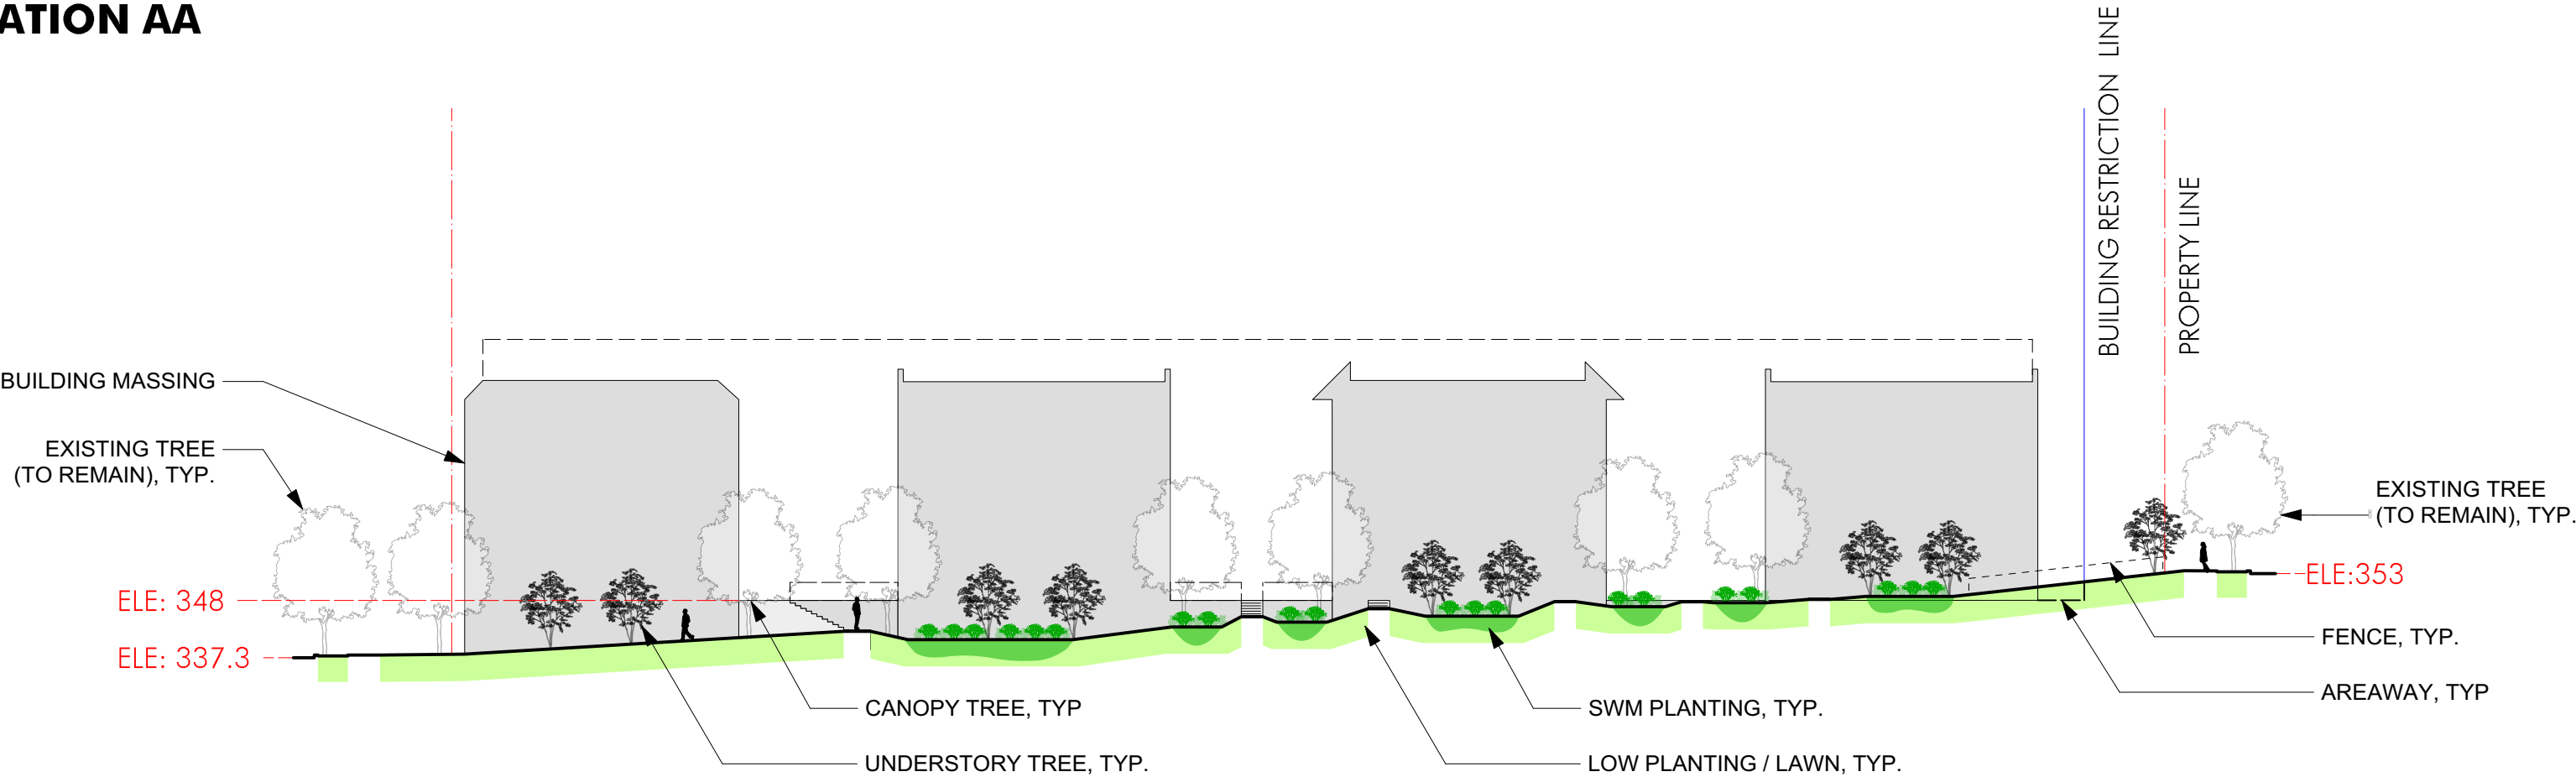 ATION AA
BUILDING RESTRICTION LINE
PROPERTY LINE
BUILDING MASSING
EXISTING TREE
(TO REMAIN), TYP.
EXISTING TREE
(TO REMAIN), TYP.
ELE: 348
ELE:353
ELE: 337.3
FENCE, TYP.
AREAWAY, TYP
CANOPY TREE, TYP
SWM PLANTING, TYP.
UNDERSTORY TREE, TYP.
LOW PLANTING / LAWN, TYP.